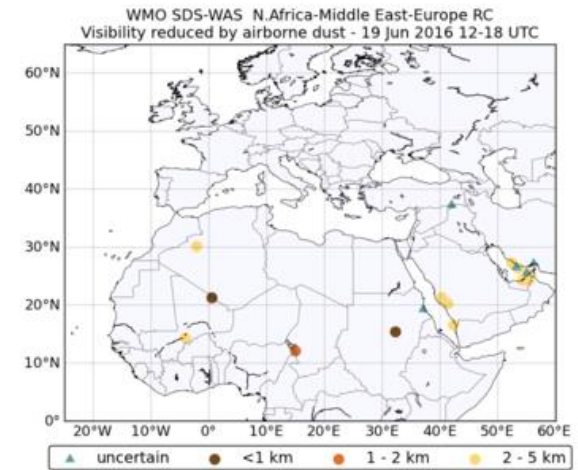 WMO SDS-WAS N.Africa-Middle East-Europe RC
Visibility reduced by airborne dust - 19 Jun 2016 12-18 UTC
60°N
50°N
40°N
30°N
20°N
10°N
0°
20°W 10°W 0° 10°E 20°E 30°E 40°E 50°E 60°E
uncertain <1 km 1 - 2 km 2 - 5 km